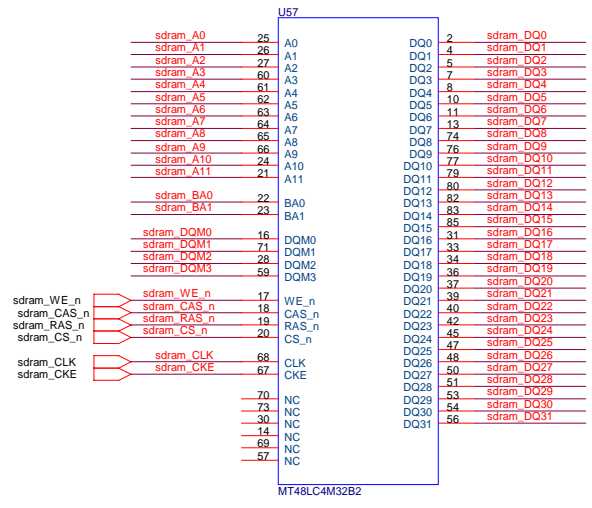 U57
sdram_A0 25 A0 DQ0 2 sdram_DQ0
sdram_A1 26 A1 DQ1 4 sdram_DQ1
sdram_A2 27 A2 DQ2 5 sdram_DQ2
sdram_A3 60 A3 DQ3 7 sdram_DQ3
sdram_A4 61 A4 DQ4 8 sdram_DQ4
sdram_A5 62 A5 DQ5 10 sdram_DQ5
sdram_A6 63 A6 DQ6 11 sdram_DQ6
sdram_A7 64 A7 DQ7 13 sdram_DQ7
sdram_A8 65 A8 DQ8 74 sdram_DQ8
sdram_A9 66 A9 DQ9 76 sdram_DQ9
sdram_A10 24 A10 DQ10 77 sdram_DQ10
sdram_A11 21 A11 DQ11 79 sdram_DQ11
DQ12 80 sdram_DQ12
sdram_BA0 22 BA0 DQ13 82 sdram_DQ13
sdram_BA1 23 BA1 DQ14 83 sdram_DQ14
DQ15 85 sdram_DQ15
sdram_DQM0 16 DQM0 DQ16 31 sdram_DQ16
sdram_DQM1 71 DQM1 DQ17 33 sdram_DQ17
sdram_DQM2 28 DQM2 DQ18 34 sdram_DQ18
sdram_DQM3 59 DQM3 DQ19 36 sdram_DQ19
DQ20 37 sdram_DQ20
sdram_WE_n sdram_WE_n 17 WE_n DQ21 39 sdram_DQ21
sdram_CAS_n sdram_CAS_n 18 CAS_n DQ22 40 sdram_DQ22
sdram_RAS_n sdram_RAS_n 19 RAS_n DQ23 42 sdram_DQ23
sdram_CS_n sdram_CS_n 20 CS_n DQ24 45 sdram_DQ24
DQ25 47 sdram_DQ25
sdram_CLK sdram_CLK 68 CLK DQ26 48 sdram_DQ26
sdram_CKE sdram_CKE 67 CKE DQ27 50 sdram_DQ27
DQ28 51 sdram_DQ28
70 NC DQ29 53 sdram_DQ29
73 NC DQ30 54 sdram_DQ30
30 NC DQ31 56 sdram_DQ31
14 NC
69 NC
57 NC
MT48LC4M32B2